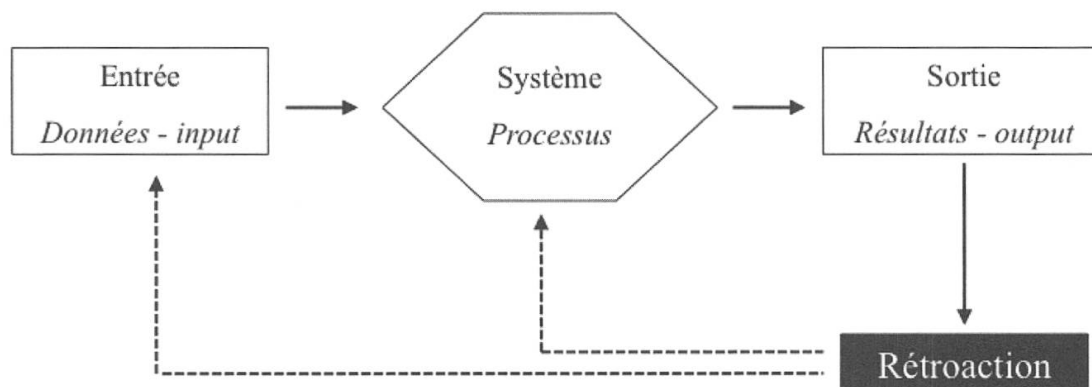 Entrée
Données - input
Système
Processus
Sortie
Résultats - output
Rétroaction